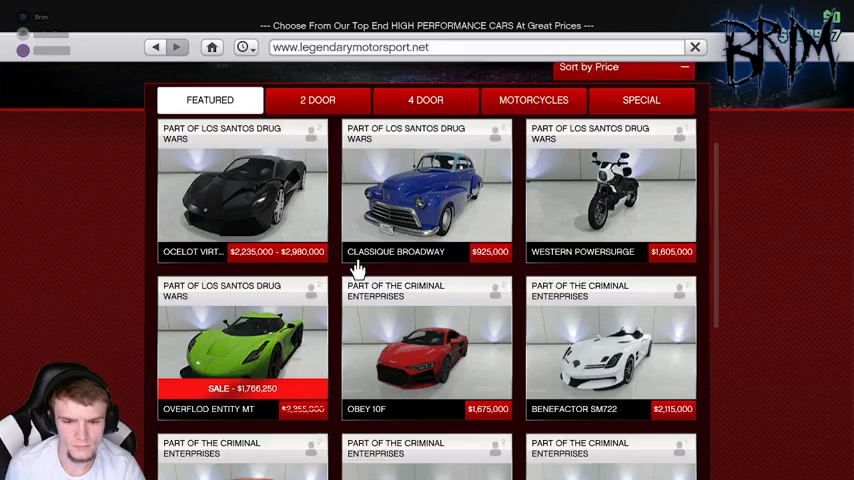 Brim
--- Choose From Our Top End HIGH PERFORMANCE CARS At Great Prices ---
www.legendarymotorsport.net
BRIM
Sort by Price
FEATURED
2 DOOR
4 DOOR
MOTORCYCLES
SPECIAL
PART OF LOS SANTOS DRUG
WARS
OCELOT VIRT... $2,235,000 - $2,980,000
PART OF LOS SANTOS DRUG
WARS
CLASSIQUE BROADWAY $925,000
PART OF LOS SANTOS DRUG
WARS
WESTERN POWERSURGE $1,605,000
PART OF LOS SANTOS DRUG
WARS
SALE - $1,766,250
OVERFLOD ENTITY MT $2,355,000
PART OF THE CRIMINAL
ENTERPRISES
OBEY 10F $1,675,000
PART OF THE CRIMINAL
ENTERPRISES
BENEFACTOR SM722 $2,115,000
PART OF THE CRIMINAL
ENTERPRISES
PART OF THE CRIMINAL
ENTERPRISES
PART OF THE CRIMINAL
ENTERPRISES